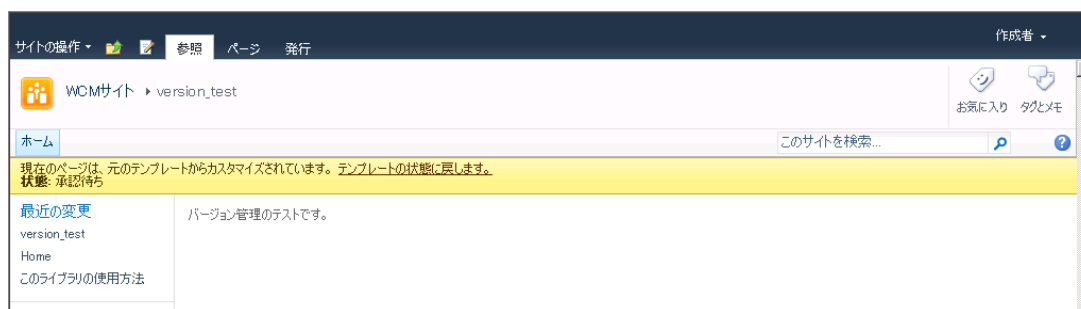 サイトの操作 参照 ページ 発行 作成者
WCMサイト version_test
お気に入り タグとメモ
ホーム このサイトを検索...
現在のページは、元のテンプレートからカスタマイズされています。テンプレートの状態に戻します。
状態: 承認待ち
最近の変更 バージョン管理のテストです。
version_test
Home
このライブラリの使用方法